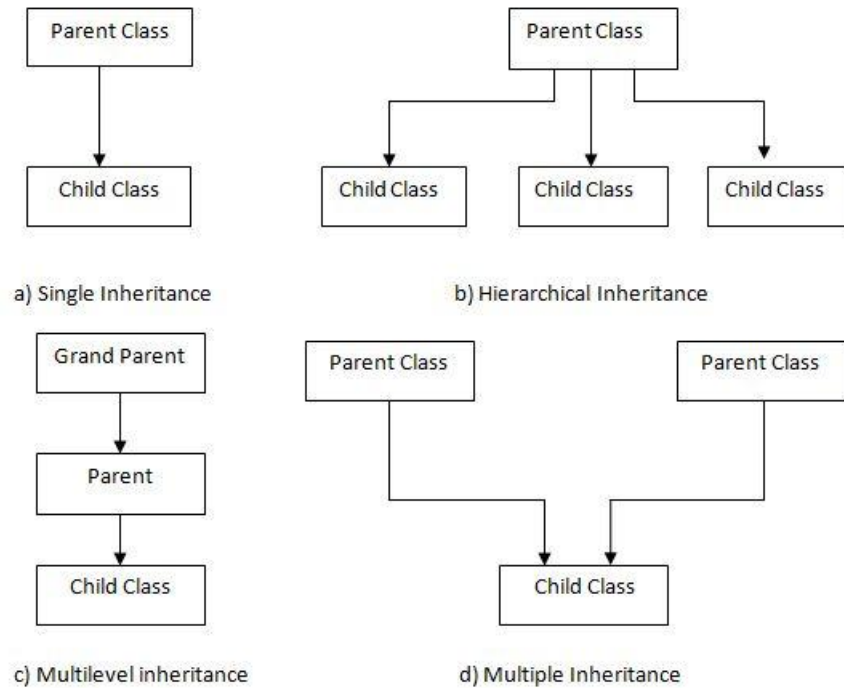 Parent Class
Child Class
a) Single Inheritance
Parent Class
Child Class
Child Class
Child Class
b) Hierarchical Inheritance
Grand Parent
Parent
Child Class
c) Multilevel inheritance
Parent Class
Parent Class
Child Class
d) Multiple Inheritance